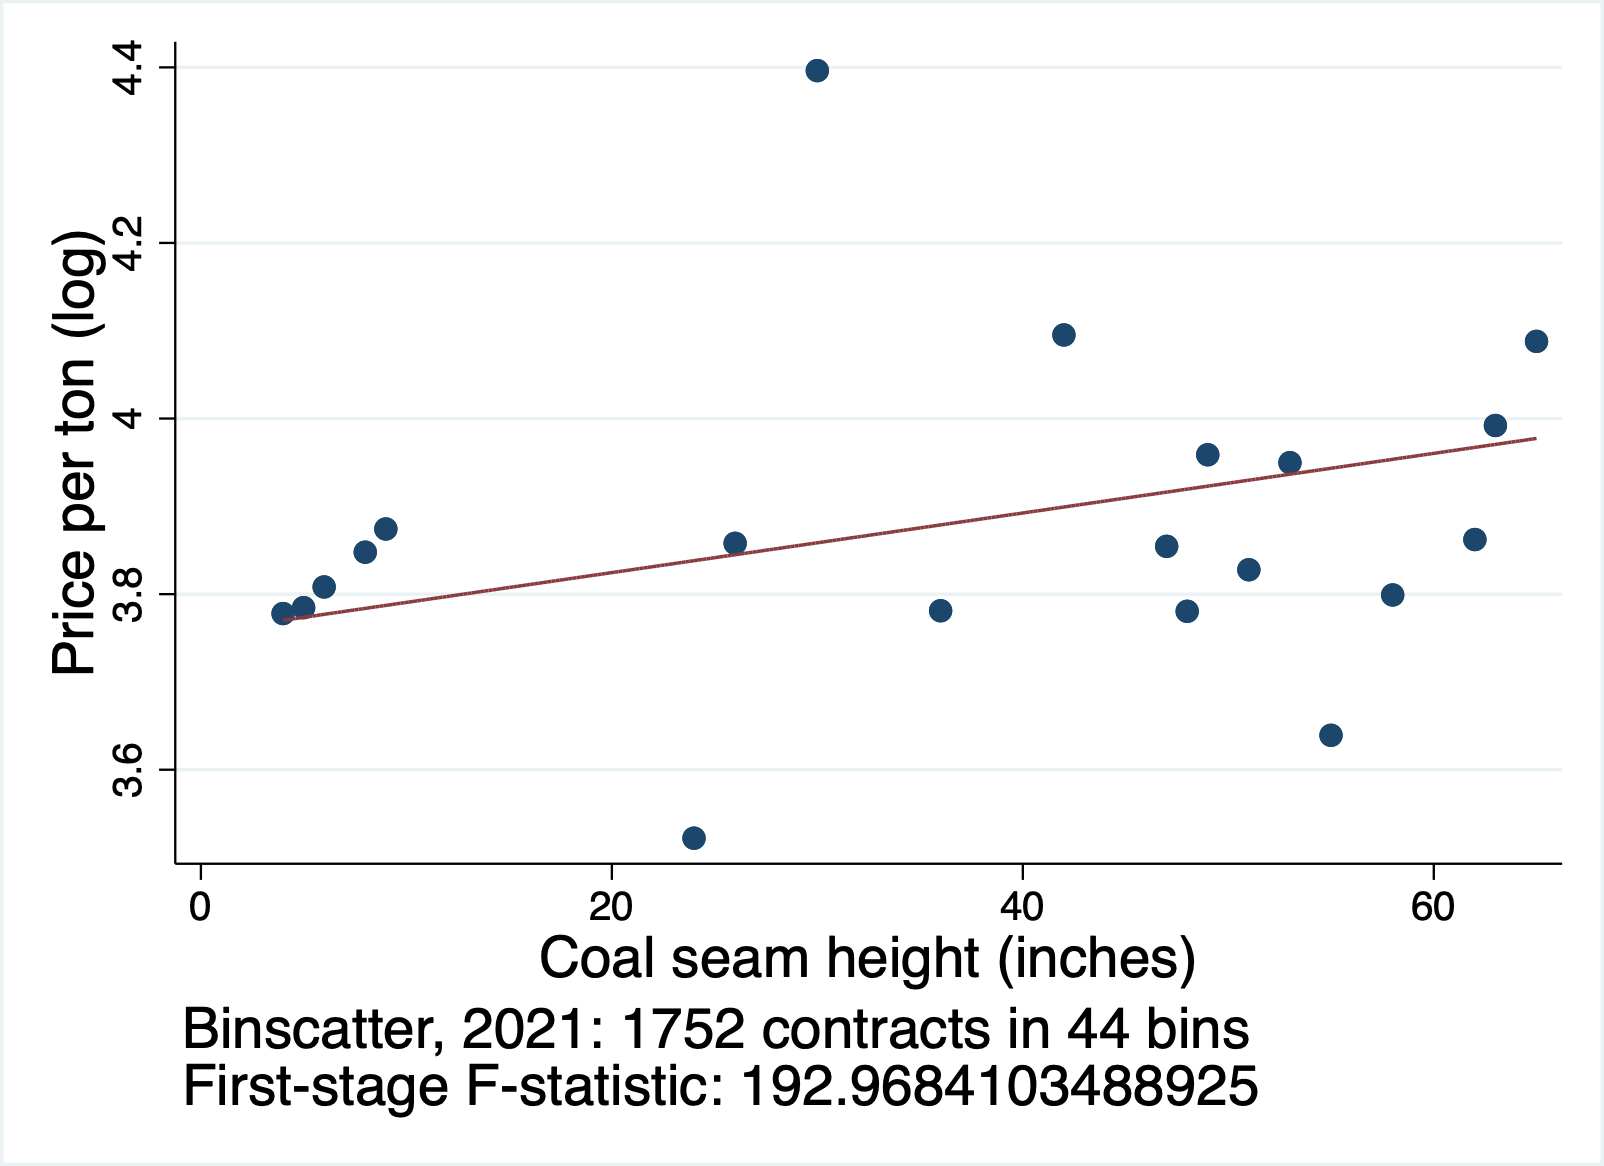 4.4
4.2
4
3.8
3.6
Price per ton (log)
0 20 40 60
Coal seam height (inches)
Binscatter, 2021: 1752 contracts in 44 bins
First-stage F-statistic: 192.9684103488925